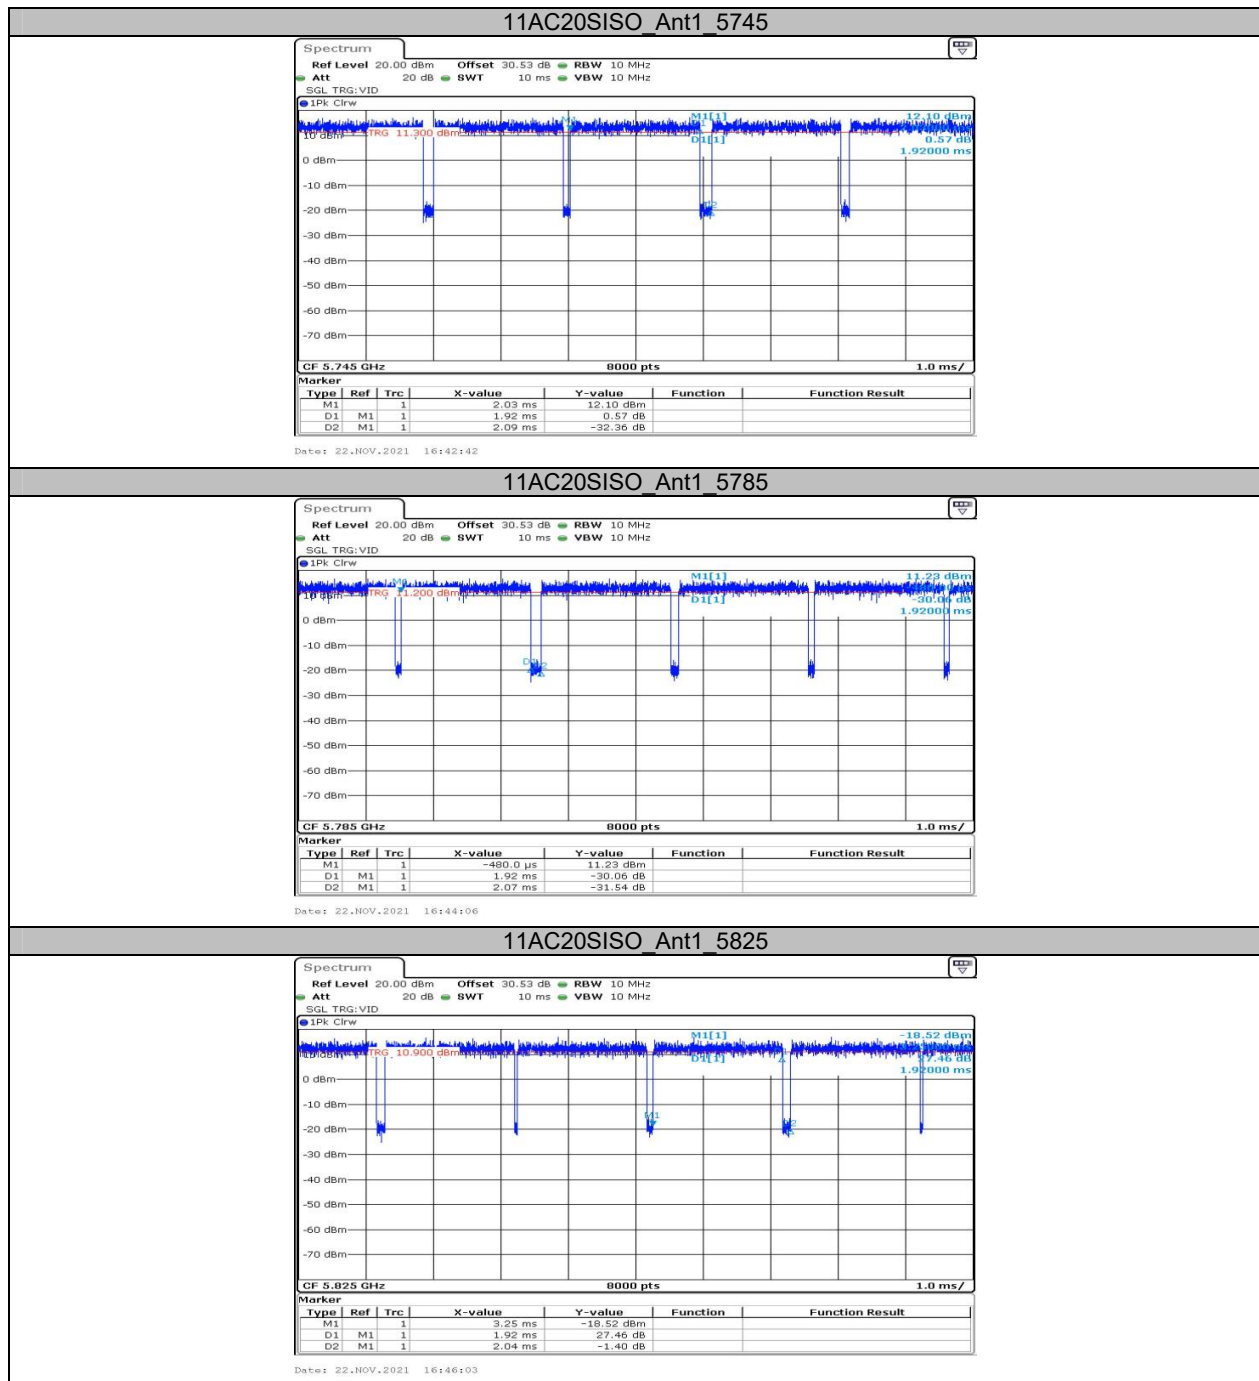 11AC20SISO_Ant1_5745
Spectrum
Ref Level 20.00 dBm Offset 30.53 dB RBW 10 MHz
Att 20 dB SWT 10 ms VBW 10 MHz
SGL TRG:VID
1Pk Clrw
M1[1] 12.10 dBm
10 dBm TRG 11.300 dBm
D1[1] 0.57 dB
1.92000 ms
0 dBm
-10 dBm
-20 dBm
-30 dBm
-40 dBm
-50 dBm
-60 dBm
-70 dBm
CF 5.745 GHz 8000 pts 1.0 ms/
Marker
Type Ref Trc X-value Y-value Function Function Result
M1 1 2.03 ms 12.10 dBm
D1 M1 1 1.92 ms 0.57 dB
D2 M1 1 2.09 ms -32.36 dB
Date: 22.NOV.2021 16:42:42
11AC20SISO_Ant1_5785
Spectrum
Ref Level 20.00 dBm Offset 30.53 dB RBW 10 MHz
Att 20 dB SWT 10 ms VBW 10 MHz
SGL TRG:VID
1Pk Clrw
M1[1] 11.23 dBm
10 dBm TRG 11.200 dBm
D1[1] -30.06 dB
1.92000 ms
0 dBm
-10 dBm
-20 dBm
-30 dBm
-40 dBm
-50 dBm
-60 dBm
-70 dBm
CF 5.785 GHz 8000 pts 1.0 ms/
Marker
Type Ref Trc X-value Y-value Function Function Result
M1 1 -480.0 µs 11.23 dBm
D1 M1 1 1.92 ms -30.06 dB
D2 M1 1 2.07 ms -31.54 dB
Date: 22.NOV.2021 16:44:06
11AC20SISO_Ant1_5825
Spectrum
Ref Level 20.00 dBm Offset 30.53 dB RBW 10 MHz
Att 20 dB SWT 10 ms VBW 10 MHz
SGL TRG:VID
1Pk Clrw
M1[1] -18.52 dBm
10 dBm TRG 10.900 dBm
D1[1] 27.46 dB
1.92000 ms
0 dBm
-10 dBm
M1
-20 dBm
-30 dBm
-40 dBm
-50 dBm
-60 dBm
-70 dBm
CF 5.825 GHz 8000 pts 1.0 ms/
Marker
Type Ref Trc X-value Y-value Function Function Result
M1 1 3.25 ms -18.52 dBm
D1 M1 1 1.92 ms 27.46 dB
D2 M1 1 2.04 ms -1.40 dB
Date: 22.NOV.2021 16:46:03